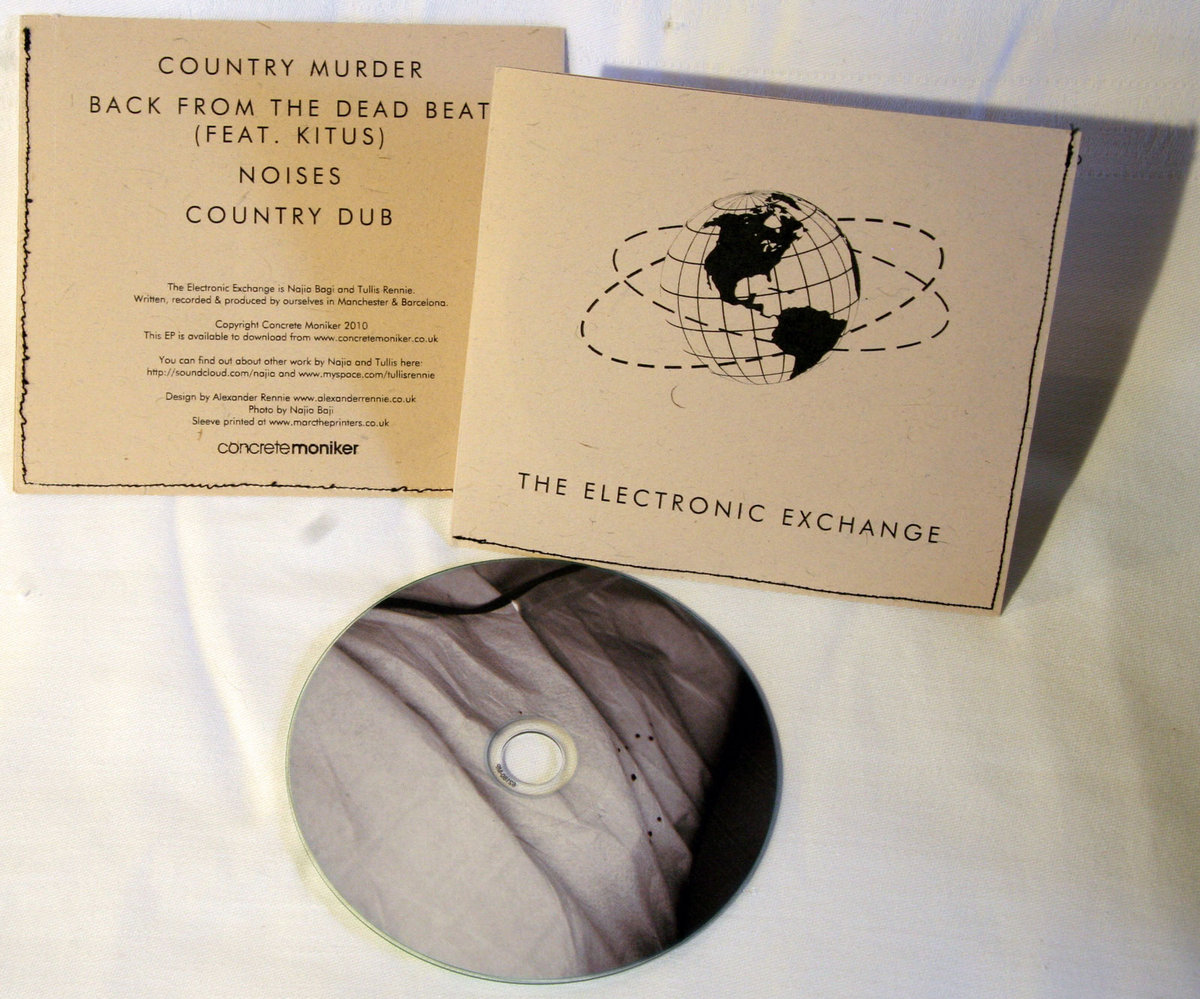 COUNTRY MURDER
BACK FROM THE DEAD BEAT
(FEAT. KITUS)
NOISES
COUNTRY DUB
The Electronic Exchange is Najia Bagi and Tullis Rennie.
Written, recorded & produced by ourselves in Manchester & Barcelona.
Copyright Concrete Moniker 2010
This EP is available to download from www.concretemoniker.co.uk
You can find out about other work by Najia and Tullis here:
http://soundcloud.com/najia and www.myspace.com/tullisrennie
Design by Alexander Rennie www.alexanderrennie.co.uk
Photo by Najia Baji
Sleeve printed at www.marctheprinters.co.uk
concretemoniker
THE ELECTRONIC EXCHANGE